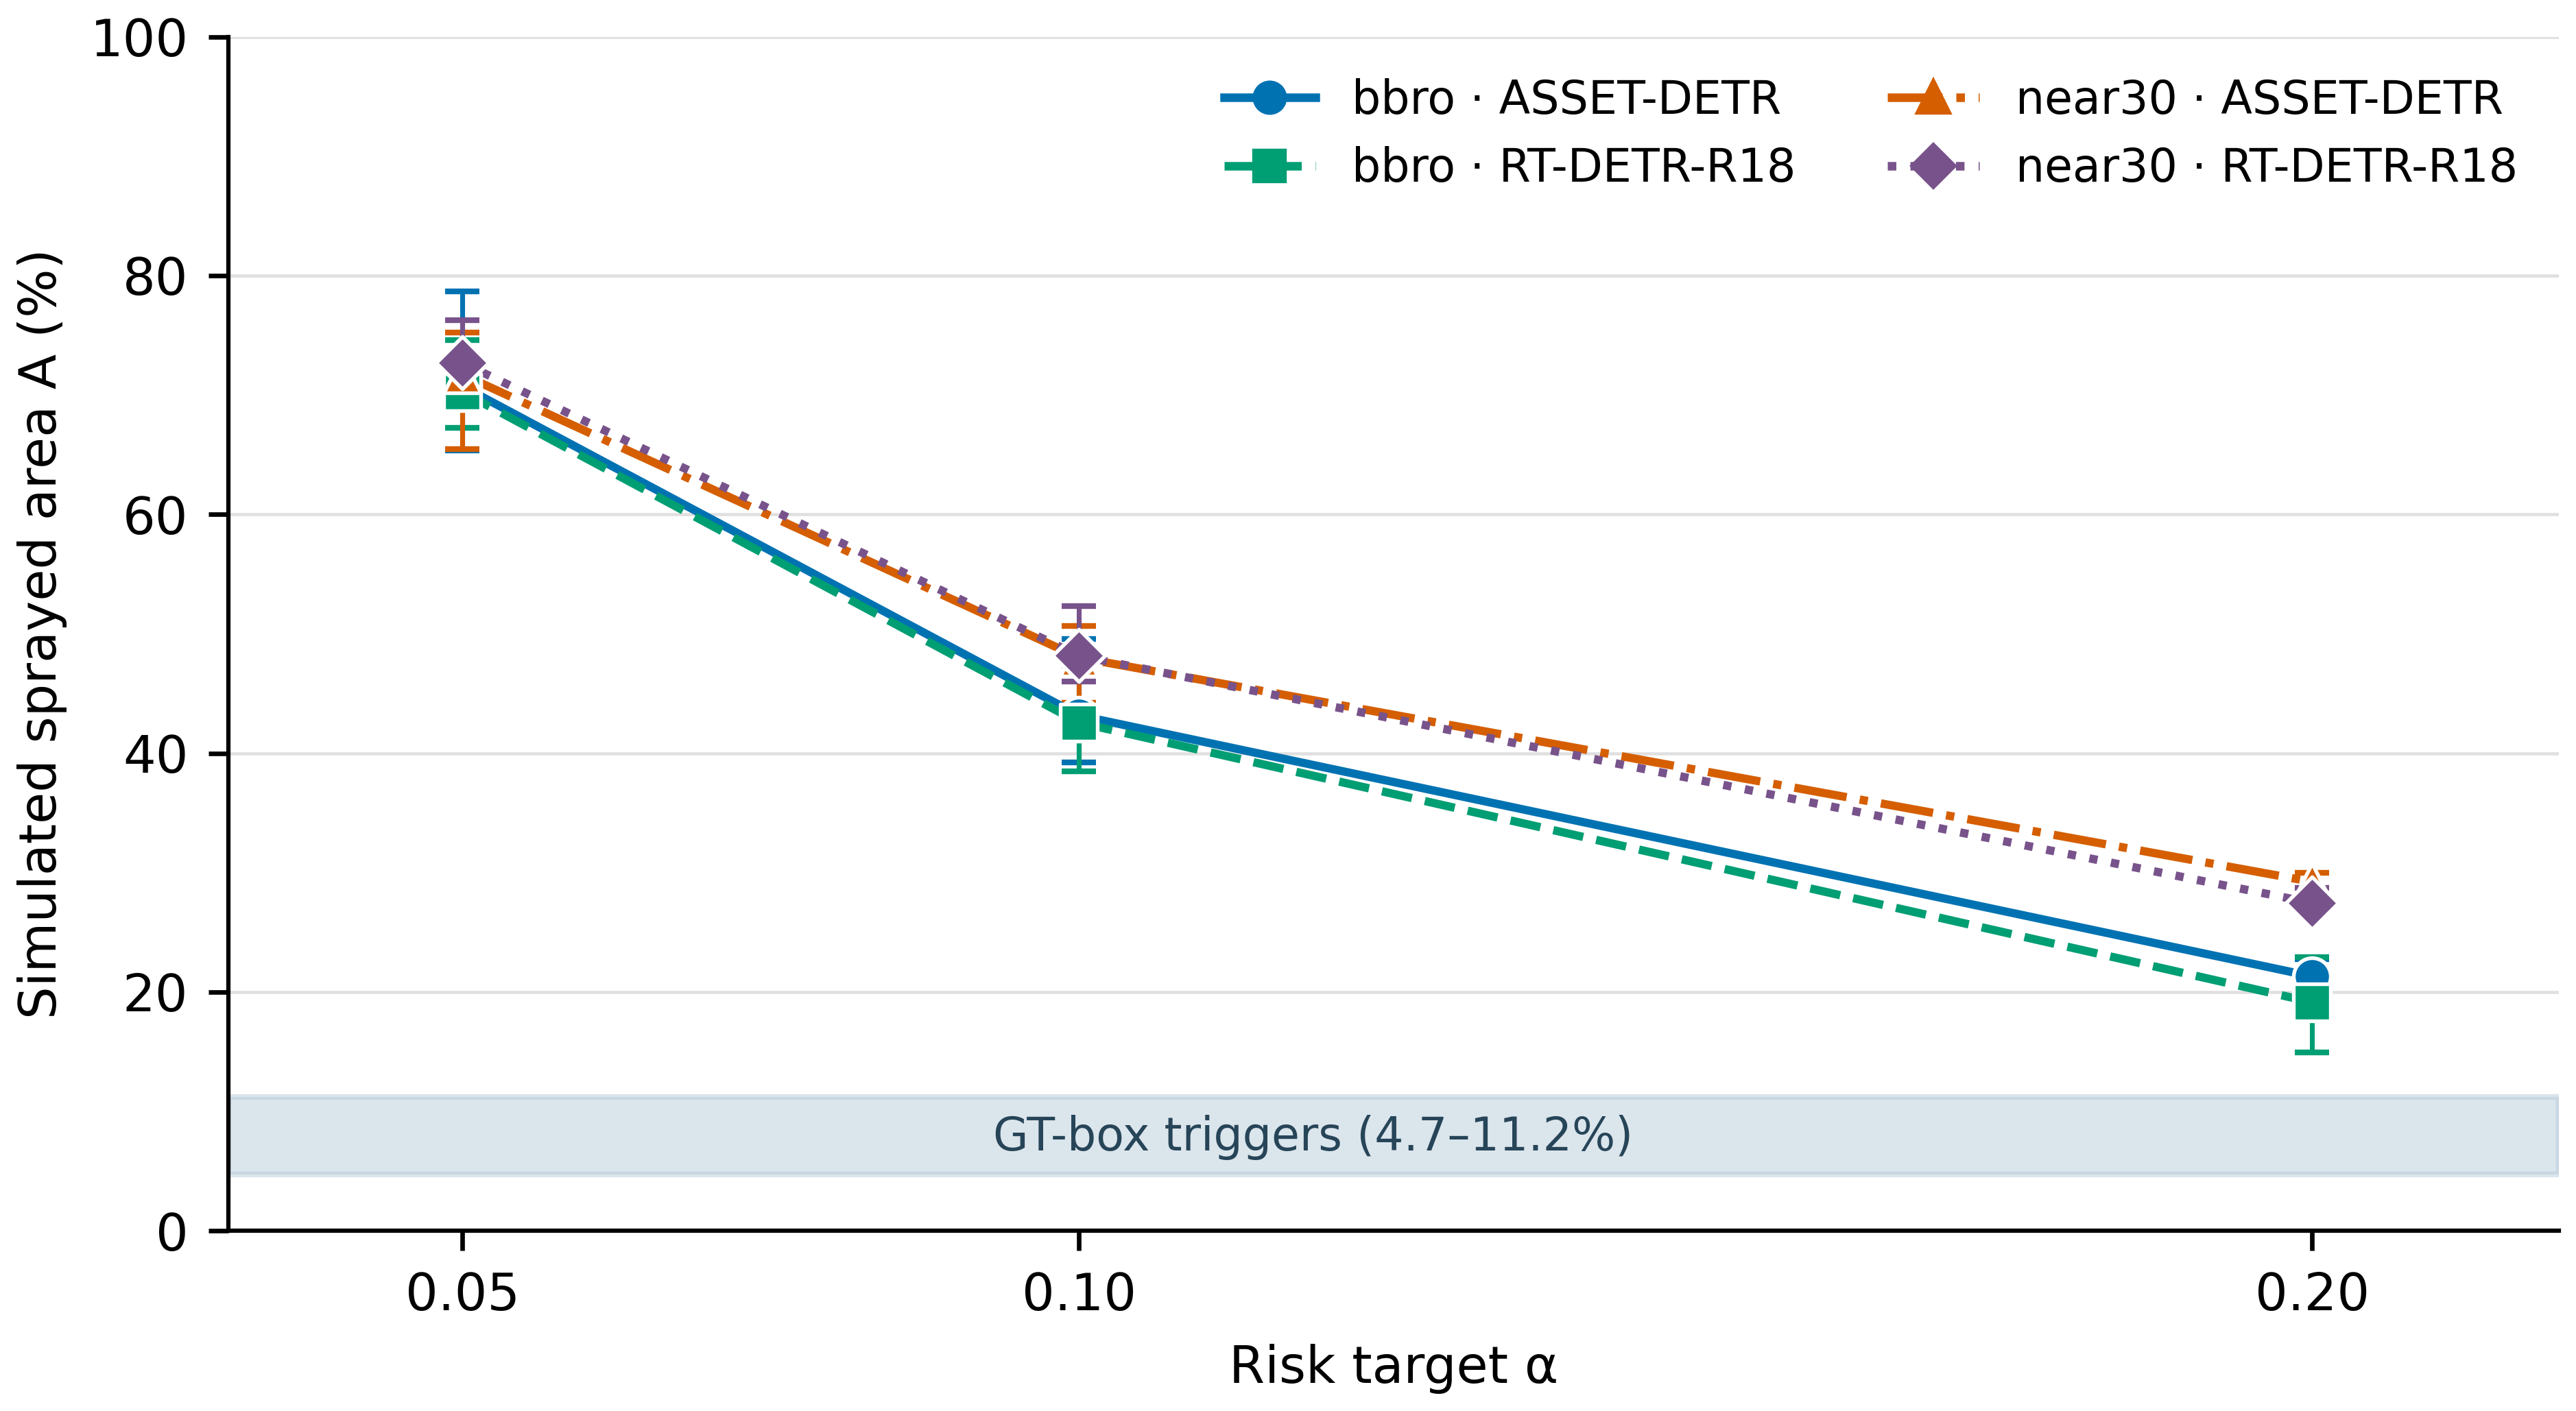 100
80
60
40
20
0
Simulated sprayed area A (%)
bbro · ASSET-DETR
bbro · RT-DETR-R18
near30 · ASSET-DETR
near30 · RT-DETR-R18
GT-box triggers (4.7–11.2%)
0.05
0.10
0.20
Risk target α